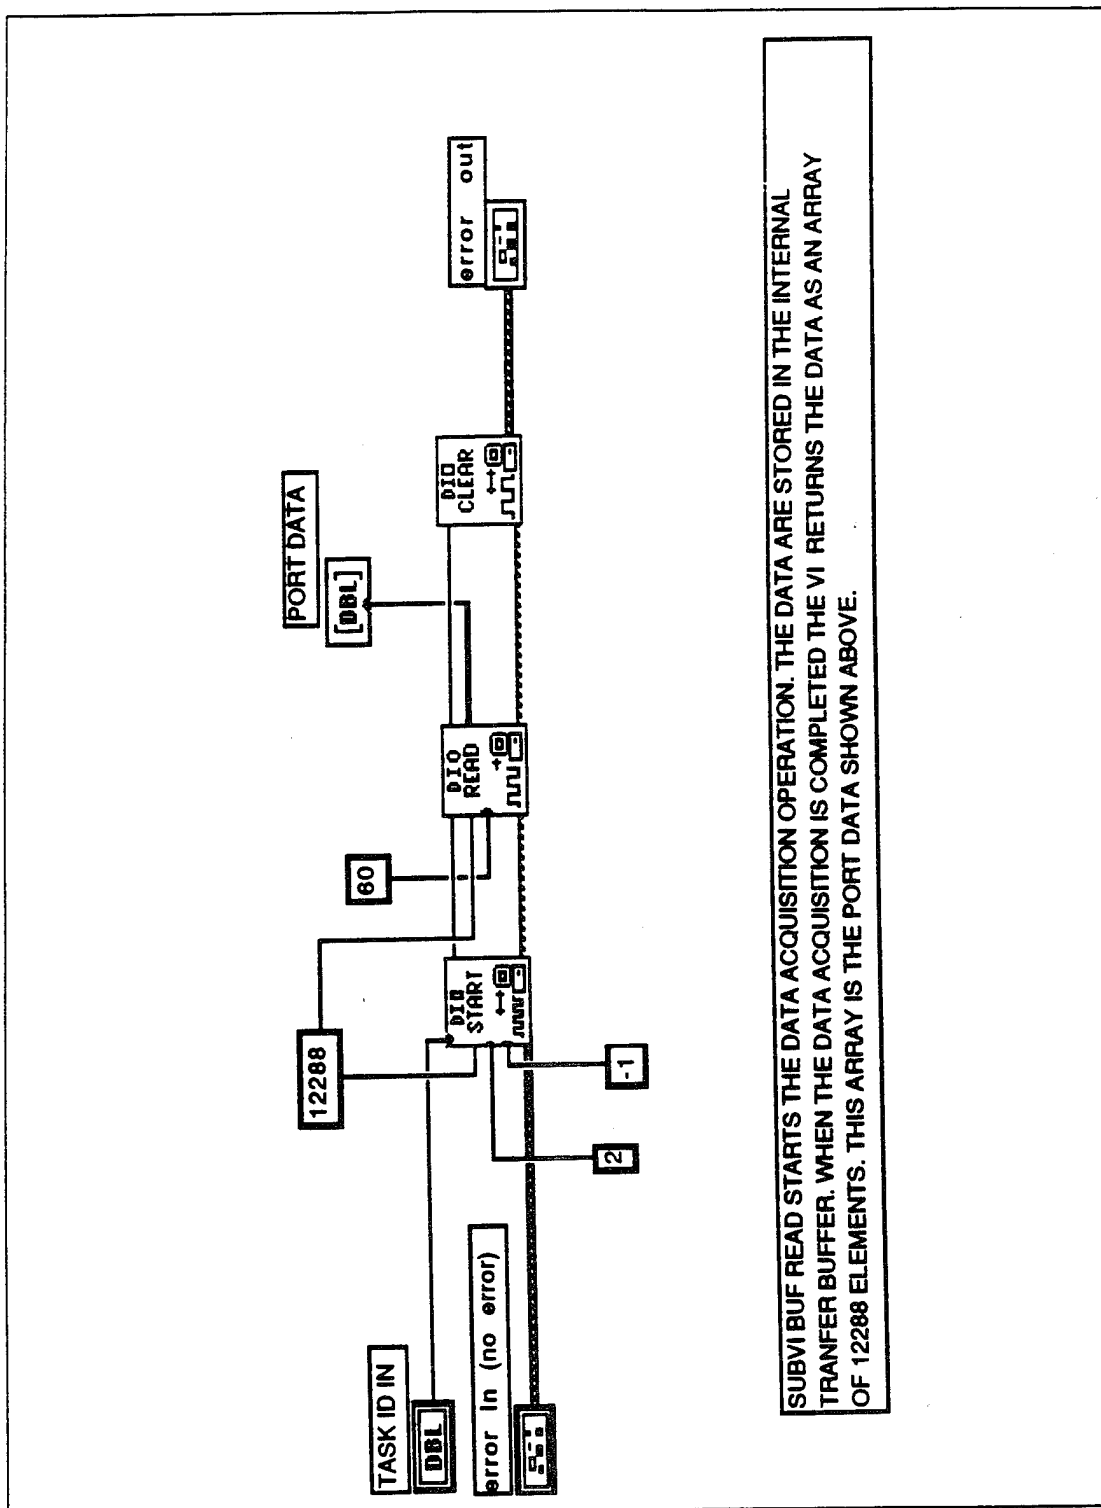 TASK ID IN
DBL
error in (no error)
12288
2
-1
DIO
START
60
DIO
READ
PORT DATA
[DBL]
DIO
CLEAR
error out
SUBVI BUF READ STARTS THE DATA ACQUISITION OPERATION. THE DATA ARE STORED IN THE INTERNAL
TRANFER BUFFER. WHEN THE DATA ACQUISITION IS COMPLETED THE VI RETURNS THE DATA AS AN ARRAY
OF 12288 ELEMENTS. THIS ARRAY IS THE PORT DATA SHOWN ABOVE.